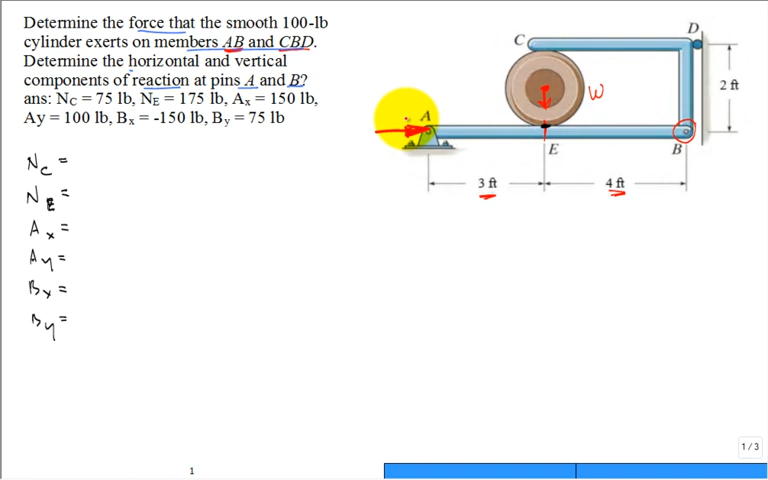 Determine the force that the smooth 100-lb
cylinder exerts on members AB and CBD.
Determine the horizontal and vertical
components of reaction at pins A and B?
ans: NC = 75 lb, NE = 175 lb, Ax = 150 lb,
Ay = 100 lb, Bx = -150 lb, By = 75 lb
NC =
NE =
Ax =
Ay =
Bx =
By =
D
C
W
2 ft
A
E
B
3 ft
4 ft
1 / 3
1